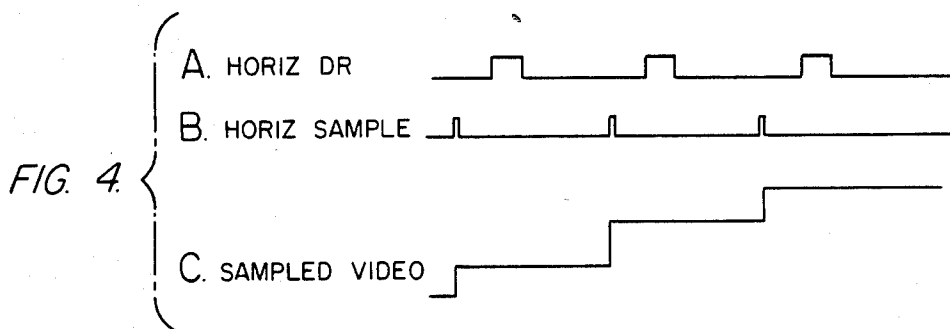 A. HORIZ DR
B. HORIZ SAMPLE
FIG. 4.
C. SAMPLED VIDEO